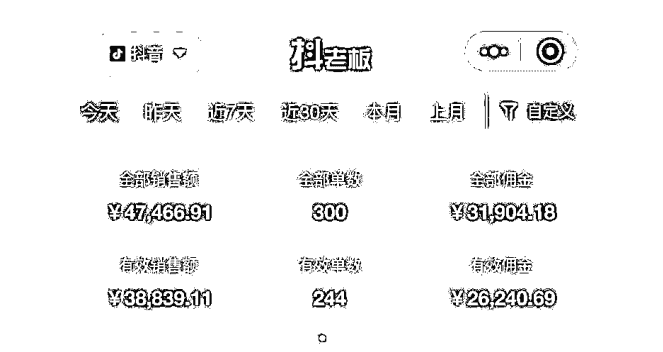 抖音 抖老板
今天 昨天 近7天 近30天 本月 上月 自定义
全部销售额 全部单数 全部佣金
￥47,466.91 300 ￥31,904.18
有效销售额 有效单数 有效佣金
￥38,839.11 244 ￥26,240.69